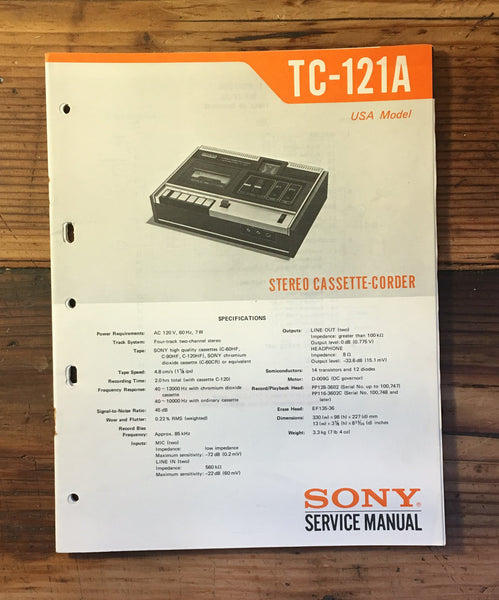 TC-121A
USA Model
STEREO CASSETTE-CORDER
SPECIFICATIONS
Power Requirements: AC 120 V, 60 Hz, 7 W
Track System: Four-track two-channel stereo
Tape: SONY high quality cassettes (C-60HF,
C-90HF, C-120HF), SONY chromium
dioxide cassette (C-60CR) or equivalent
Tape Speed: 4.8 cm/s (1⅞ ips)
Recording Time: 2.0 hrs total (with cassette C-120)
Frequency Response: 40 ~ 13000 Hz with chromium dioxide
cassette
40 ~ 10000 Hz with ordinary cassette
Signal-to-Noise Ratio: 46 dB
Wow and Flutter: 0.22 % RMS (weighted)
Record Bias
Frequency: Approx. 85 kHz
Inputs: MIC (two)
Impedance: low impedance
Maximum sensitivity: −72 dB (0.2 mV)
LINE IN (two)
Impedance: 560 kΩ
Maximum sensitivity: −22 dB (60 mV)
Outputs: LINE OUT (two)
Impedance: greater than 100 kΩ
Output level: 0 dB (0.775 V)
HEADPHONE
Impedance: 8 Ω
Output level: −33.6 dB (15.1 mV)
Semiconductors: 14 transistors and 12 diodes
Motor: D-009G (DC governor)
Record/Playback Head: PP128-3602 (Serial No. up to 100,747)
PP116-3602C (Serial No. 100,748 and
later)
Erase Head: EF135-36
Dimensions: 330 (w) × 98 (h) × 227 (d) mm
Weight: 3.3 kg (7 lb 4 oz)
SONY®
SERVICE MANUAL